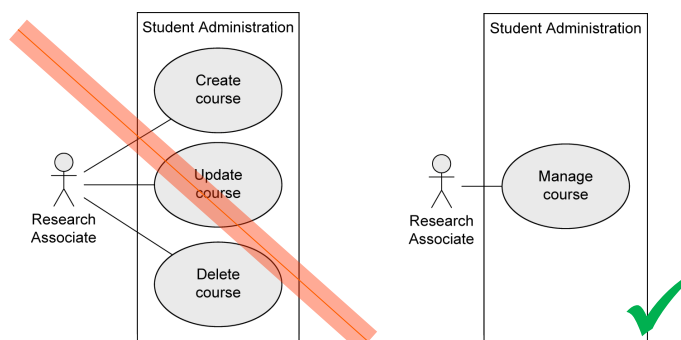 Student Administration
Create
course
Update
course
Research
Associate
Delete
course
Student Administration
Manage
course
Research
Associate